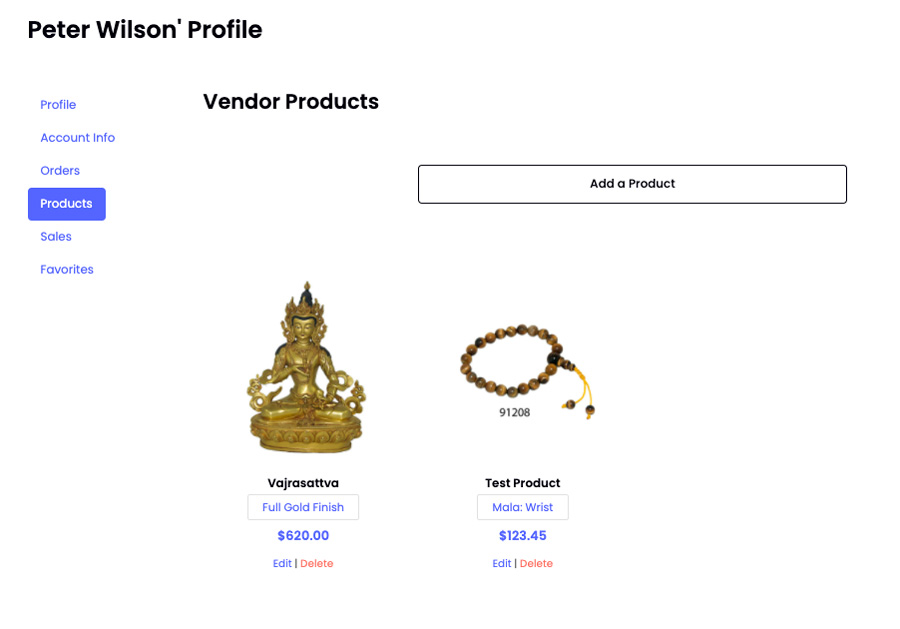 Peter Wilson' Profile
Profile
Account Info
Orders
Products
Sales
Favorites
Vendor Products
Add a Product
91208
Vajrasattva
Full Gold Finish
$620.00
Edit | Delete
Test Product
Mala: Wrist
$123.45
Edit | Delete